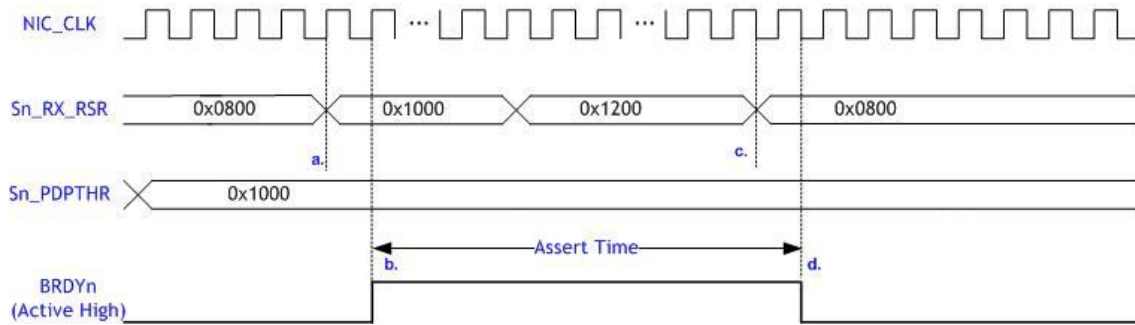 NIC_CLK ... ...
Sn_RX_RSR 0x0800 0x1000 0x1200 0x0800
a. c.
Sn_PDPTHR 0x1000
Assert Time
b. d.
BRDYn
(Active High)